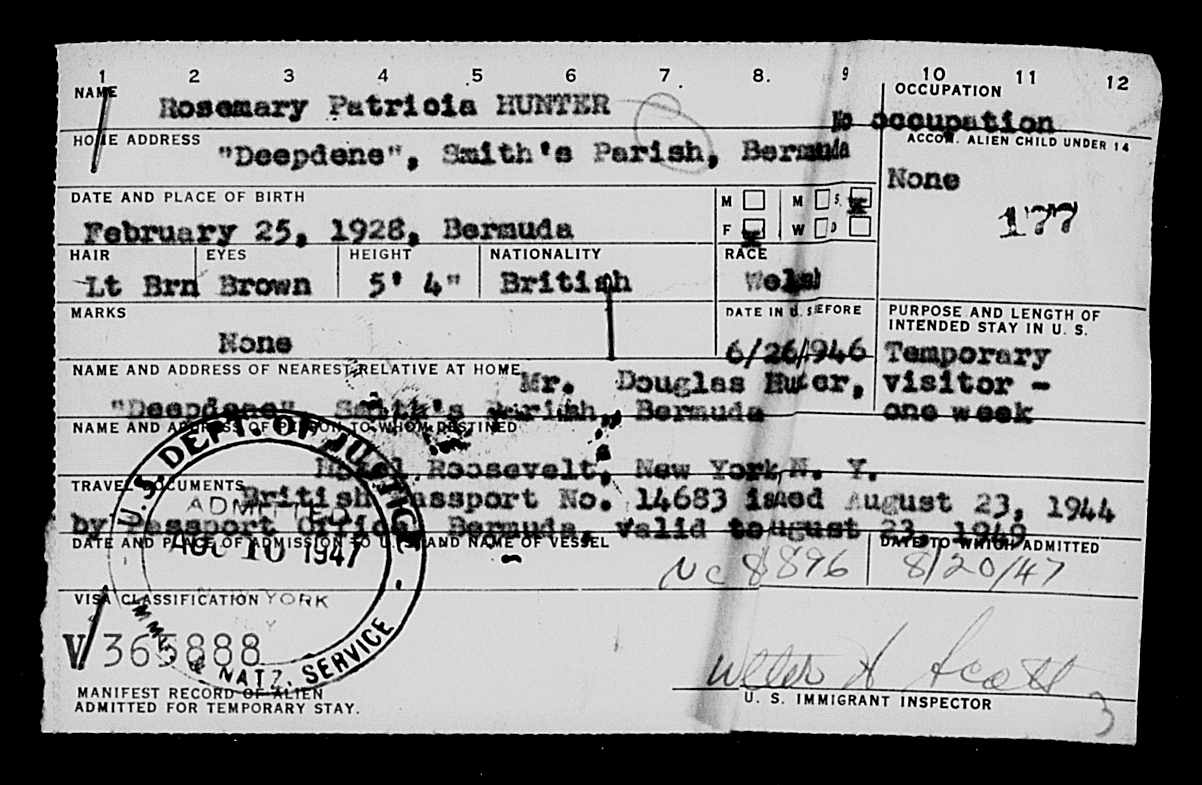 1 2 3 4 5 6 7 8. 9 10 11 12
NAME OCCUPATION
Rosemary Patricia HUNTER No occupation
HOME ADDRESS ACCOM. ALIEN CHILD UNDER 14
"Deepdene", Smith's Parish, Bermuda
None
DATE AND PLACE OF BIRTH M M S. x
177
February 25, 1928, Bermuda F x W D
HAIR EYES HEIGHT NATIONALITY RACE
Lt Brn Brown 5' 4" British Welsh
MARKS DATE IN U. S. BEFORE PURPOSE AND LENGTH OF
INTENDED STAY IN U. S.
None 6/26/946 Temporary
NAME AND ADDRESS OF NEAREST RELATIVE AT HOME
Mr. Douglas visitor -
"Deepdene", Smith's Parish, Bermuda one week
NAME AND ADDRESS OF PERSON TO WHOM DESTINED
Hotel Roosevelt, New York, N. Y.
TRAVEL DOCUMENTS
British Passport No. 14683 August 23, 1944
by Passport Office, Bermuda, valid to August 23, 1949
DATE AND PLACE OF ADMISSION TO U. S. AND NAME OF VESSEL DATE TO WHICH ADMITTED
NC 8896 8/20/47
U. S. DEPT. OF JUSTICE
ADMITTED
AUG 10 1947
NEW YORK
IMM. & NATZ. SERVICE
VISA CLASSIFICATION
V 365888
Walter H Scott
MANIFEST RECORD OF ALIEN
ADMITTED FOR TEMPORARY STAY.
U. S. IMMIGRANT INSPECTOR
3